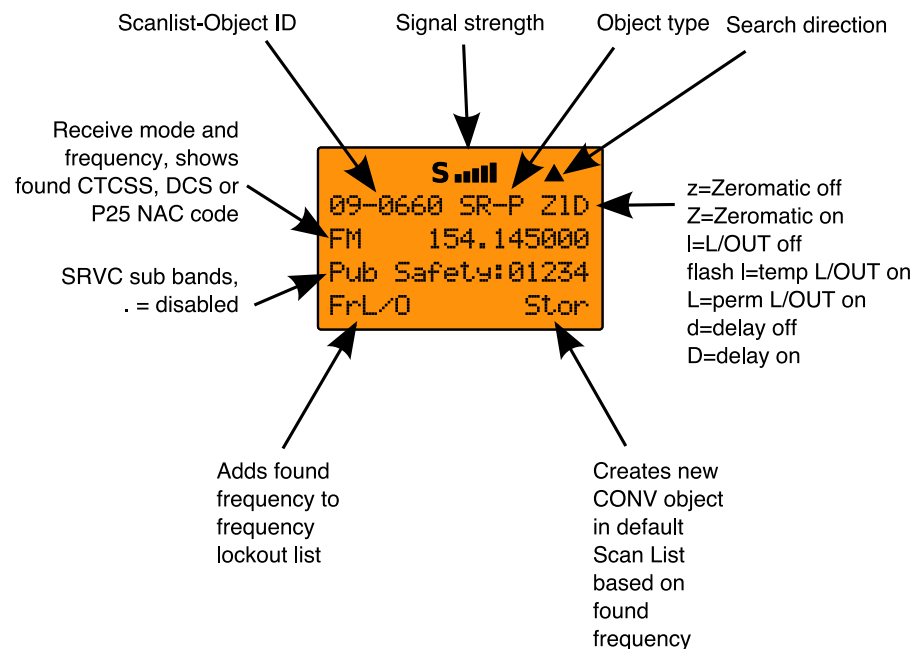 Scanlist-Object ID
Signal strength
Object type
Search direction
Receive mode and
frequency, shows
found CTCSS, DCS or
P25 NAC code
SRVC sub bands,
. = disabled
S
09-0660 SR-P ZlD
FM 154.145000
Pub Safety:01234
FrL/O Stor
z=Zeromatic off
Z=Zeromatic on
l=L/OUT off
flash l=temp L/OUT on
L=perm L/OUT on
d=delay off
D=delay on
Adds found
frequency to
frequency
lockout list
Creates new
CONV object
in default
Scan List
based on
found
frequency